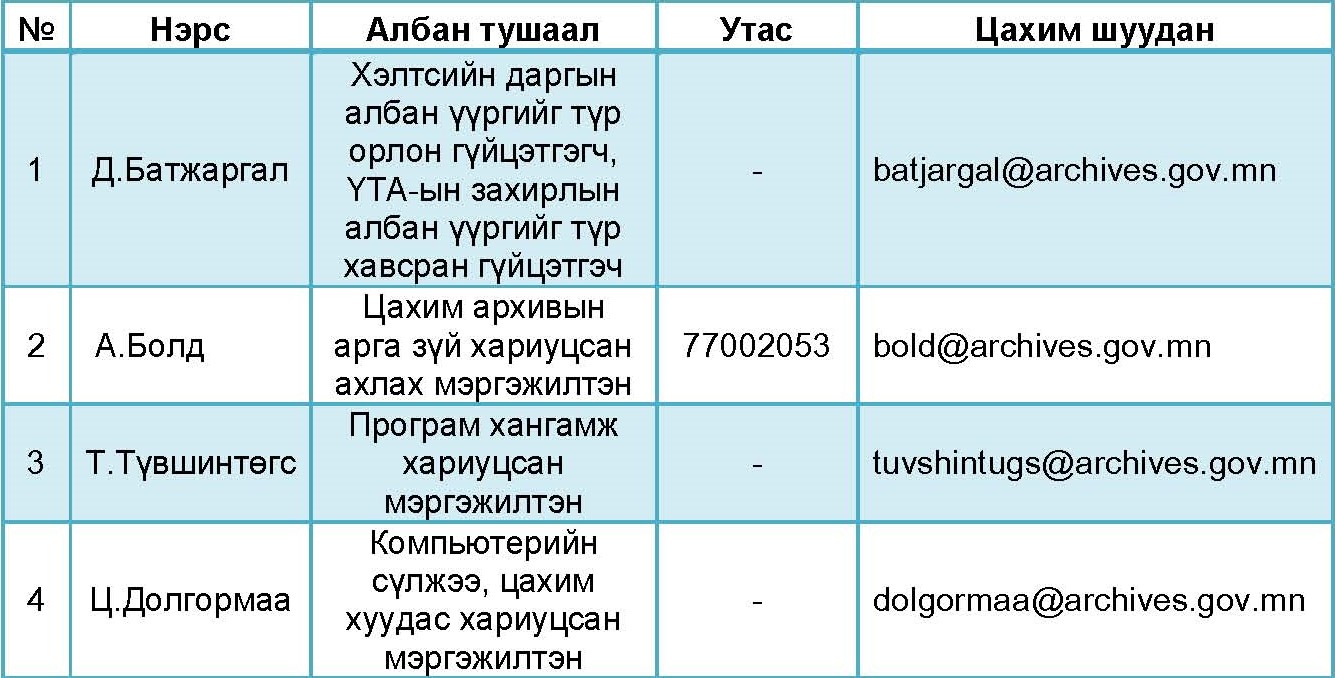 № Нэрс Албан тушаал Утас Цахим шуудан
Хэлтсийн даргын
албан үүргийг түр
орлон гүйцэтгэгч,
1 Д.Батжаргал ҮТА-ын захирлын - batjargal@archives.gov.mn
албан үүргийг түр
хавсран гүйцэтгэч
Цахим архивын
2 А.Болд арга зүй хариуцсан 77002053 bold@archives.gov.mn
ахлах мэргэжилтэн
Програм хангамж
3 Т.Түвшинтөгс хариуцсан - tuvshintugs@archives.gov.mn
мэргэжилтэн
Компьютерийн
сүлжээ, цахим
4 Ц.Долгормаа хуудас хариуцсан - dolgormaa@archives.gov.mn
мэргэжилтэн